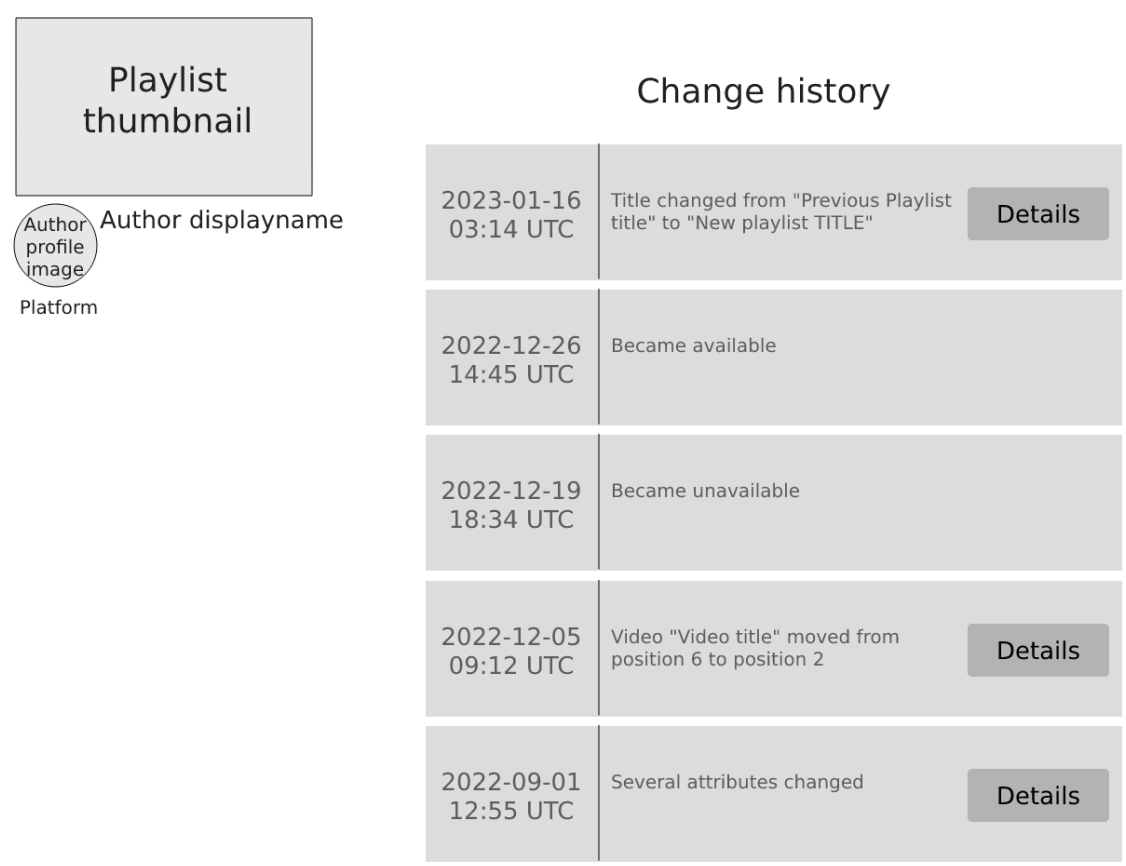 Playlist
thumbnail
Author
profile
image
Author displayname
Platform
Change history
2023-01-16
03:14 UTC
Title changed from "Previous Playlist
title" to "New playlist TITLE"
Details
2022-12-26
14:45 UTC
Became available
2022-12-19
18:34 UTC
Became unavailable
2022-12-05
09:12 UTC
Video "Video title" moved from
position 6 to position 2
Details
2022-09-01
12:55 UTC
Several attributes changed
Details